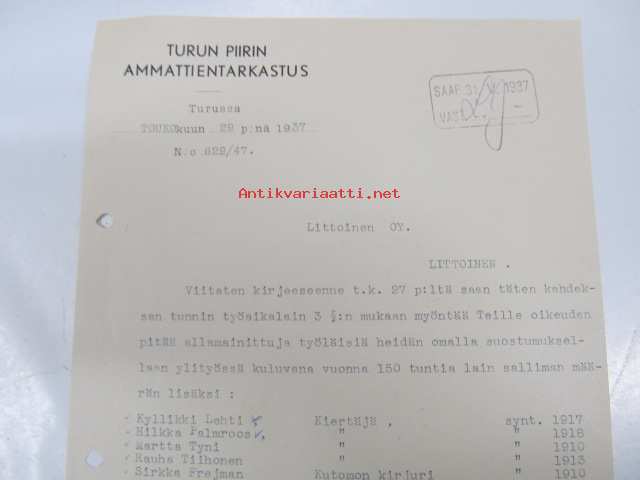 TURUN PIIRIN
AMMATTIENTARKASTUS
Turussa
TOUKOkuun 29 p:nä 1937
N:o 629/47.
SAAP. 31. V. 1937
VAST.
Antikvariaatti.net
Littoinen OY.
LITTOINEN .
Viitaten kirjeeseenne t.k. 27 p:ltä saan täten kahdek-
san tunnin työaikalain 3 §:n mukaan myöntää Teille oikeuden
pitää allamainittuja työläisiä heidän omalla suostumuksel-
laan ylityössä kuluvana vuonna 150 tuntia lain salliman mää-
rän lisäksi :
Kyllikki Lehti Kiertäjä , synt. 1917
Hilkka Palmroos, " " 1918
Martta Tyni " " 1910
Rauha Tiihonen " " 1913
Sirkka Frejman Kutomon kirjuri " 1910